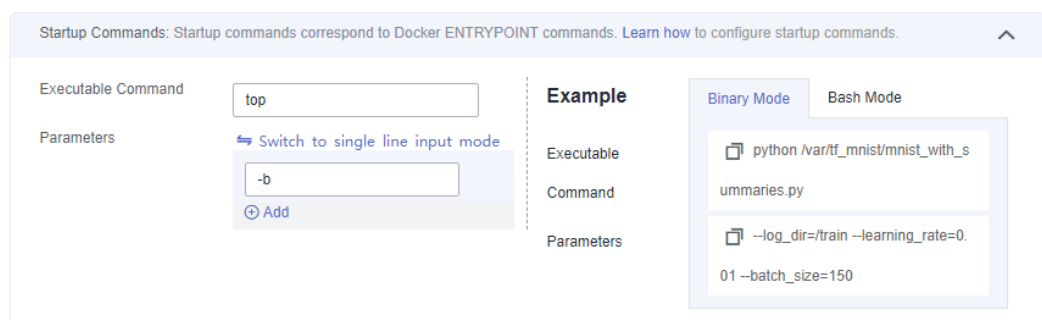 Startup Commands: Startup commands correspond to Docker ENTRYPOINT commands. Learn how to configure startup commands.
Executable Command
top
Parameters
Switch to single line input mode
-b
Add
Example
Binary Mode
Bash Mode
Executable
Command
python /var/tf_mnist/mnist_with_s
ummaries.py
Parameters
--log_dir=/train --learning_rate=0.
01 --batch_size=150